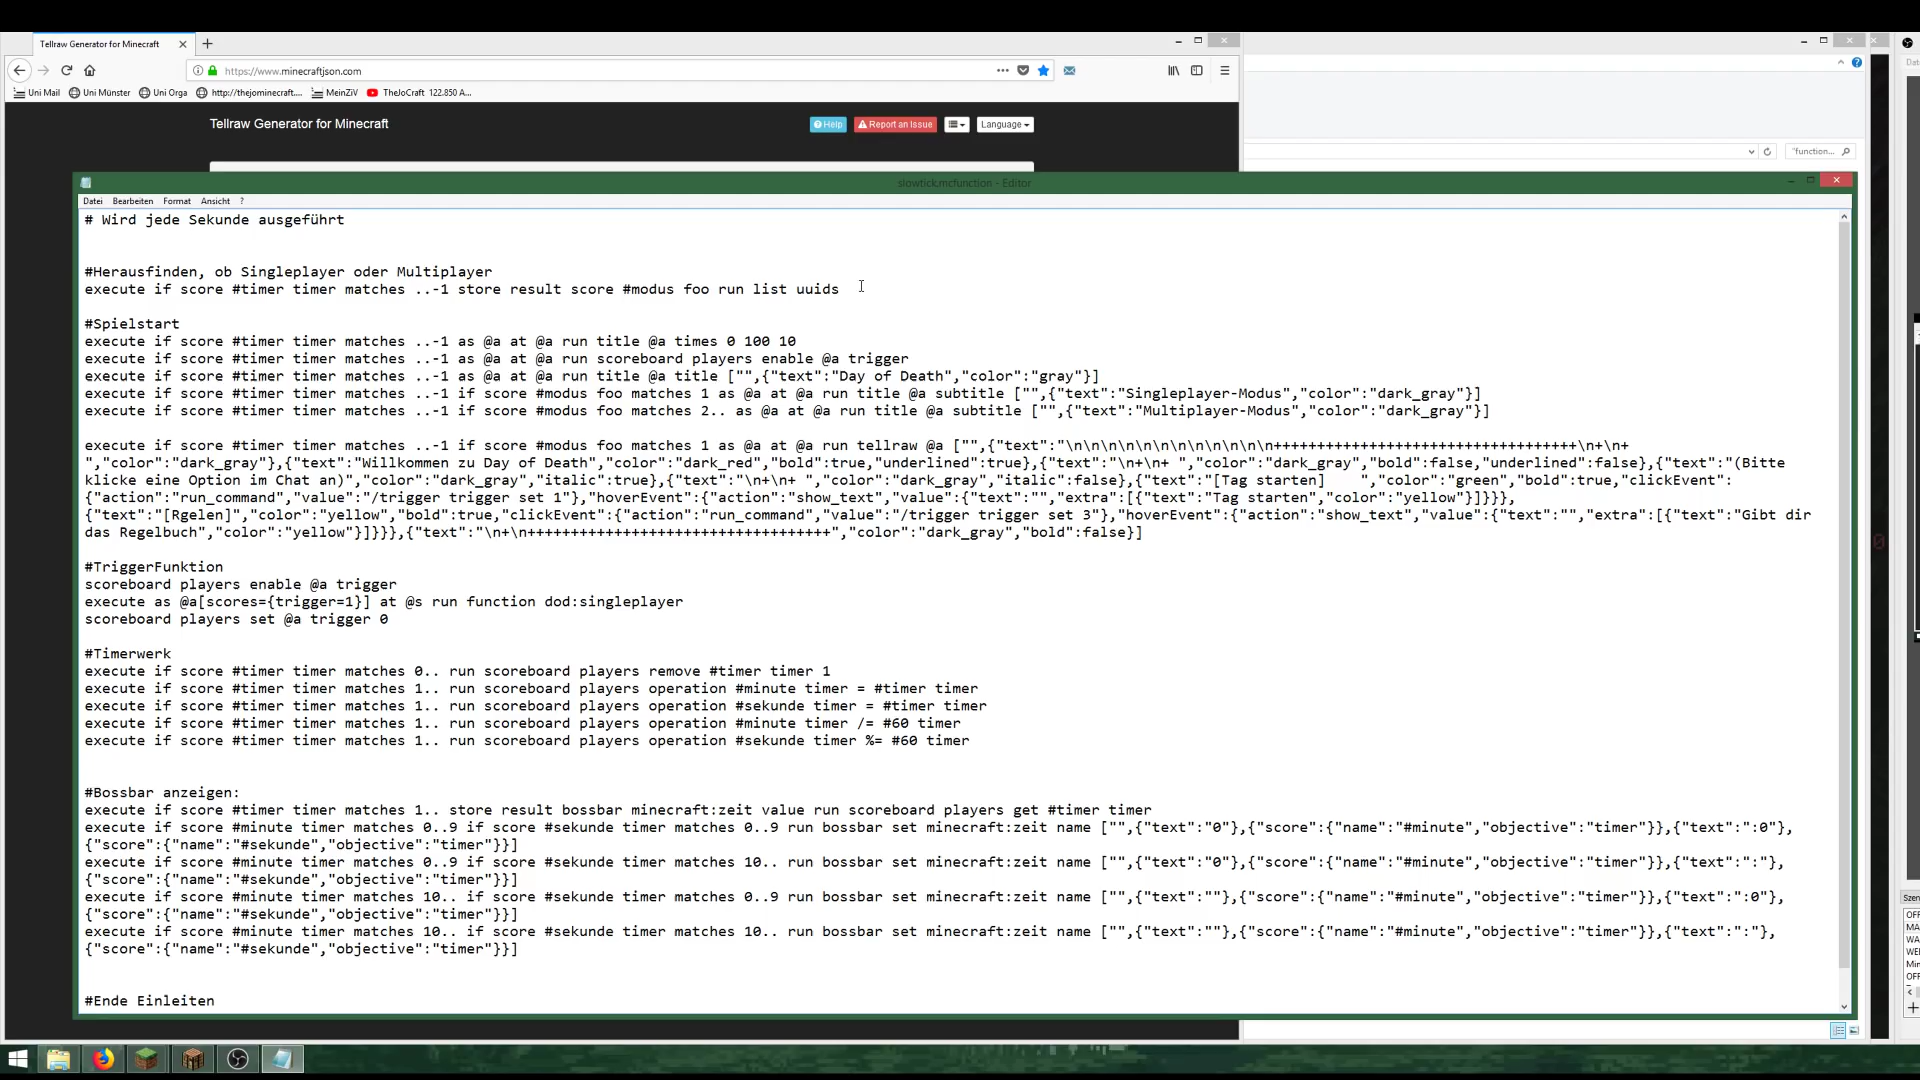 Tellraw Generator for Minecraft
https://www.minecraftjson.com
Uni Mail Uni Münster Uni Orga http://thejominecraft.... MeinZiV TheJoCraft 122.850 A...
Tellraw Generator for Minecraft
Help Report an Issue Language
"function...
slowtick.mcfunction - Editor
Datei Bearbeiten Format Ansicht ?
# Wird jede Sekunde ausgeführt
#Herausfinden, ob Singleplayer oder Multiplayer
execute if score #timer timer matches ..-1 store result score #modus foo run list uuids
#Spielstart
execute if score #timer timer matches ..-1 as @a at @a run title @a times 0 100 10
execute if score #timer timer matches ..-1 as @a at @a run scoreboard players enable @a trigger
execute if score #timer timer matches ..-1 as @a at @a run title @a title ["",{"text":"Day of Death","color":"gray"}]
execute if score #timer timer matches ..-1 if score #modus foo matches 1 as @a at @a run title @a subtitle ["",{"text":"Singleplayer-Modus","color":"dark_gray"}]
execute if score #timer timer matches ..-1 if score #modus foo matches 2.. as @a at @a run title @a subtitle ["",{"text":"Multiplayer-Modus","color":"dark_gray"}]
execute if score #timer timer matches ..-1 if score #modus foo matches 1 as @a at @a run tellraw @a ["",{"text":"\n\n\n\n\n\n\n\n\n\n\n\n+++++++++++++++++++++++++++++++++++\n+\n+
","color":"dark_gray"},{"text":"Willkommen zu Day of Death","color":"dark_red","bold":true,"underlined":true},{"text":"\n+\n+ ","color":"dark_gray","bold":false,"underlined":false},{"text":"(Bitte
klicke eine Option im Chat an)","color":"dark_gray","italic":true},{"text":"\n+\n+ ","color":"dark_gray","italic":false},{"text":"[Tag starten]    ","color":"green","bold":true,"clickEvent":
{"action":"run_command","value":"/trigger trigger set 1"},"hoverEvent":{"action":"show_text","value":{"text":"","extra":[{"text":"Tag starten","color":"yellow"}]}}},
{"text":"[Rgelen]","color":"yellow","bold":true,"clickEvent":{"action":"run_command","value":"/trigger trigger set 3"},"hoverEvent":{"action":"show_text","value":{"text":"","extra":[{"text":"Gibt dir
das Regelbuch","color":"yellow"}]}}},{"text":"\n+\n+++++++++++++++++++++++++++++++++++","color":"dark_gray","bold":false}]
#TriggerFunktion
scoreboard players enable @a trigger
execute as @a[scores={trigger=1}] at @s run function dod:singleplayer
scoreboard players set @a trigger 0
#Timerwerk
execute if score #timer timer matches 0.. run scoreboard players remove #timer timer 1
execute if score #timer timer matches 1.. run scoreboard players operation #minute timer = #timer timer
execute if score #timer timer matches 1.. run scoreboard players operation #sekunde timer = #timer timer
execute if score #timer timer matches 1.. run scoreboard players operation #minute timer /= #60 timer
execute if score #timer timer matches 1.. run scoreboard players operation #sekunde timer %= #60 timer
#Bossbar anzeigen:
execute if score #timer timer matches 1.. store result bossbar minecraft:zeit value run scoreboard players get #timer timer
execute if score #minute timer matches 0..9 if score #sekunde timer matches 0..9 run bossbar set minecraft:zeit name ["",{"text":"0"},{"score":{"name":"#minute","objective":"timer"}},{"text":":0"},
{"score":{"name":"#sekunde","objective":"timer"}}]
execute if score #minute timer matches 0..9 if score #sekunde timer matches 10.. run bossbar set minecraft:zeit name ["",{"text":"0"},{"score":{"name":"#minute","objective":"timer"}},{"text":":"},
{"score":{"name":"#sekunde","objective":"timer"}}]
execute if score #minute timer matches 10.. if score #sekunde timer matches 0..9 run bossbar set minecraft:zeit name ["",{"text":""},{"score":{"name":"#minute","objective":"timer"}},{"text":":0"},
{"score":{"name":"#sekunde","objective":"timer"}}]
execute if score #minute timer matches 10.. if score #sekunde timer matches 10.. run bossbar set minecraft:zeit name ["",{"text":""},{"score":{"name":"#minute","objective":"timer"}},{"text":":"},
{"score":{"name":"#sekunde","objective":"timer"}}]
#Ende Einleiten
Szen
OFF
MA
WA
WE
Min
OFF